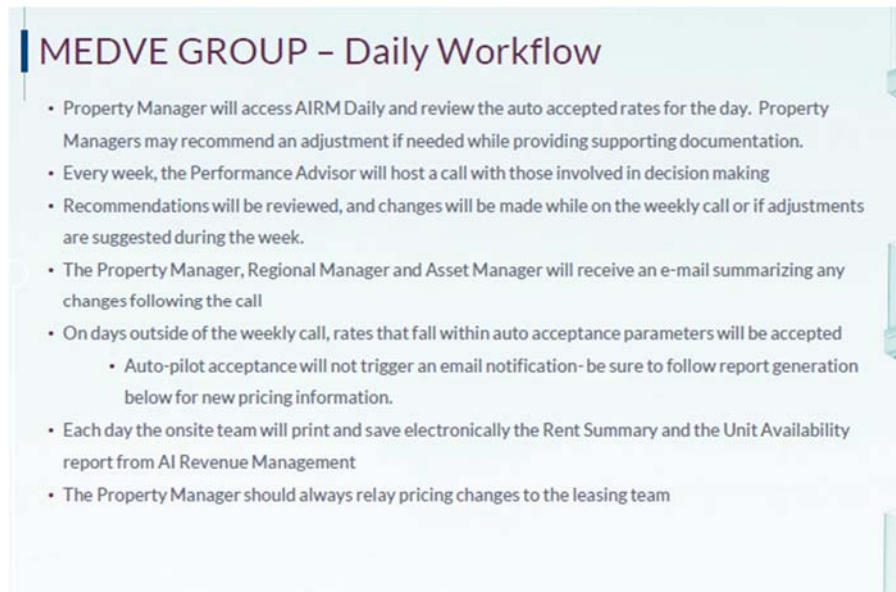 MEDVE GROUP – Daily Workflow
• Property Manager will access AIRM Daily and review the auto accepted rates for the day. Property
Managers may recommend an adjustment if needed while providing supporting documentation.
• Every week, the Performance Advisor will host a call with those involved in decision making
• Recommendations will be reviewed, and changes will be made while on the weekly call or if adjustments
are suggested during the week.
• The Property Manager, Regional Manager and Asset Manager will receive an e-mail summarizing any
changes following the call
• On days outside of the weekly call, rates that fall within auto acceptance parameters will be accepted
• Auto-pilot acceptance will not trigger an email notification- be sure to follow report generation
below for new pricing information.
• Each day the onsite team will print and save electronically the Rent Summary and the Unit Availability
report from AI Revenue Management
• The Property Manager should always relay pricing changes to the leasing team